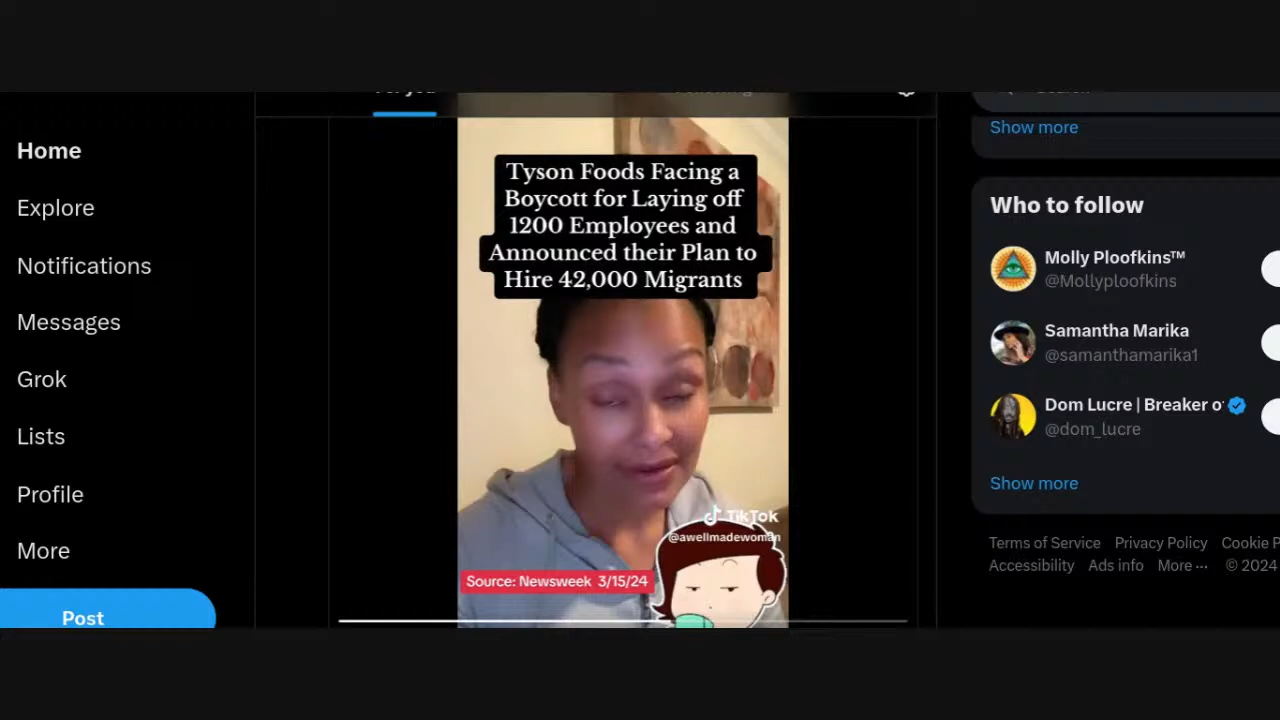 Home
Explore
Notifications
Messages
Grok
Lists
Profile
More
Post
Tyson Foods Facing a
Boycott for Laying off
1200 Employees and
Announced their Plan to
Hire 42,000 Migrants
TikTok
@awellmadewoman
Source: Newsweek 3/15/24
Show more
Who to follow
Molly Ploofkins™
@Mollyploofkins
Samantha Marika
@samanthamarika1
Dom Lucre | Breaker o
@dom_lucre
Show more
Terms of Service Privacy Policy Cookie P
Accessibility Ads info More ··· © 2024